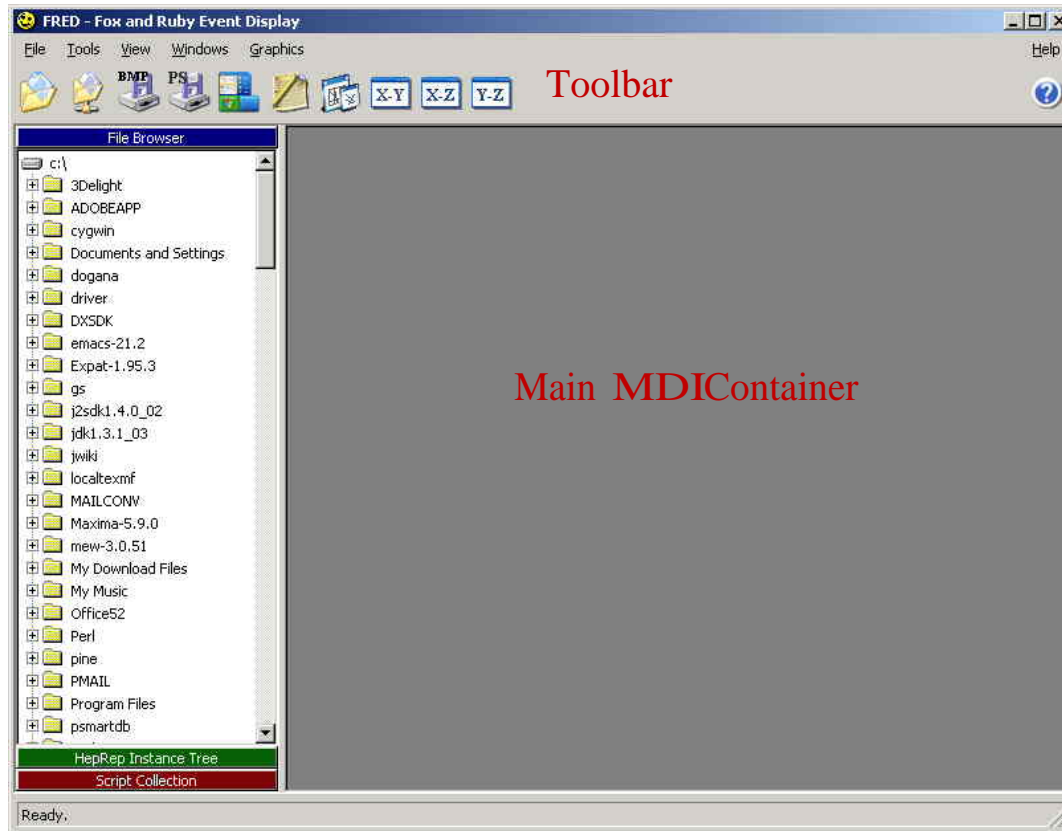 FRED - Fox and Ruby Event Display
File Tools View Windows Graphics Help
BMP PS X-Y X-Z Y-Z Toolbar
File Browser
c:\
3Delight
ADOBEAPP
cygwin
Documents and Settings
dogana
driver
DXSDK
emacs-21.2
Expat-1.95.3
gs
j2sdk1.4.0_02
jdk1.3.1_03
jwiki
localtexmf
MAILCONV
Maxima-5.9.0
mew-3.0.51
My Download Files
My Music
Office52
Perl
pine
PMAIL
Program Files
psmartdb
Main MDIContainer
HepRep Instance Tree
Script Collection
Ready.